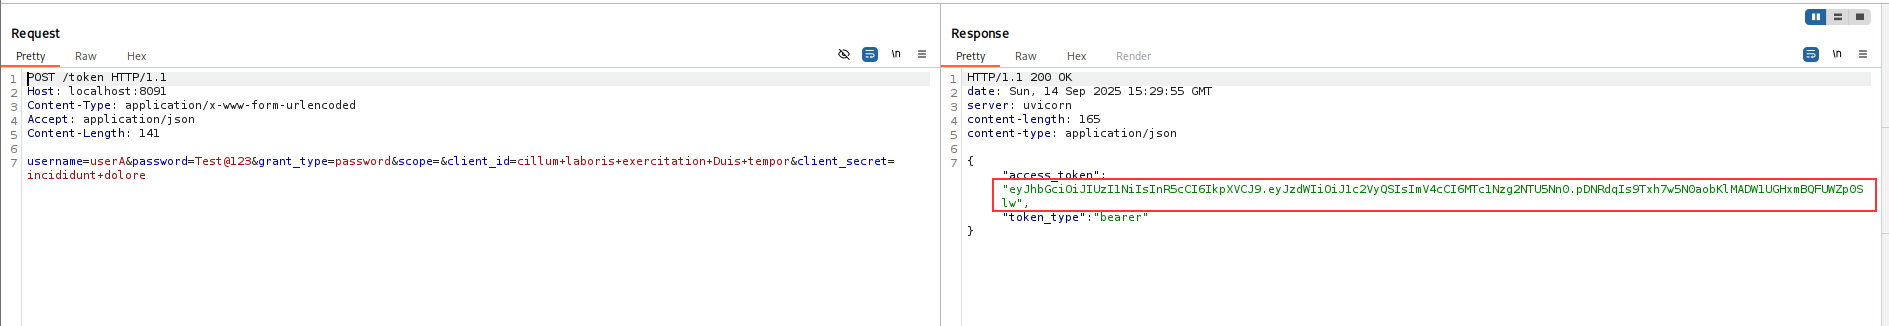 Request
Pretty Raw Hex
\n
1 POST /token HTTP/1.1
2 Host: localhost:8091
3 Content-Type: application/x-www-form-urlencoded
4 Accept: application/json
5 Content-Length: 141
6
7 username=userA&password=Test@123&grant_type=password&scope=&client_id=cillum+laboris+exercitation+Duis+tempor&client_secret=
incididunt+dolore
Response
Pretty Raw Hex Render
\n
1 HTTP/1.1 200 OK
2 date: Sun, 14 Sep 2025 15:29:55 GMT
3 server: uvicorn
4 content-length: 165
5 content-type: application/json
6
7 {
"access_token":
"eyJhbGciOiJIUzI1NiIsInR5cCI6IkpXVCJ9.eyJzdWIiOiJ1c2VyQSIsImV4cCI6MTc1Nzg2NTU5Nn0.pDNRdqIs9Txh7w5N0aobKlMADW1UGHxmBQFUWZp0S
lw",
"token_type":"bearer"
}